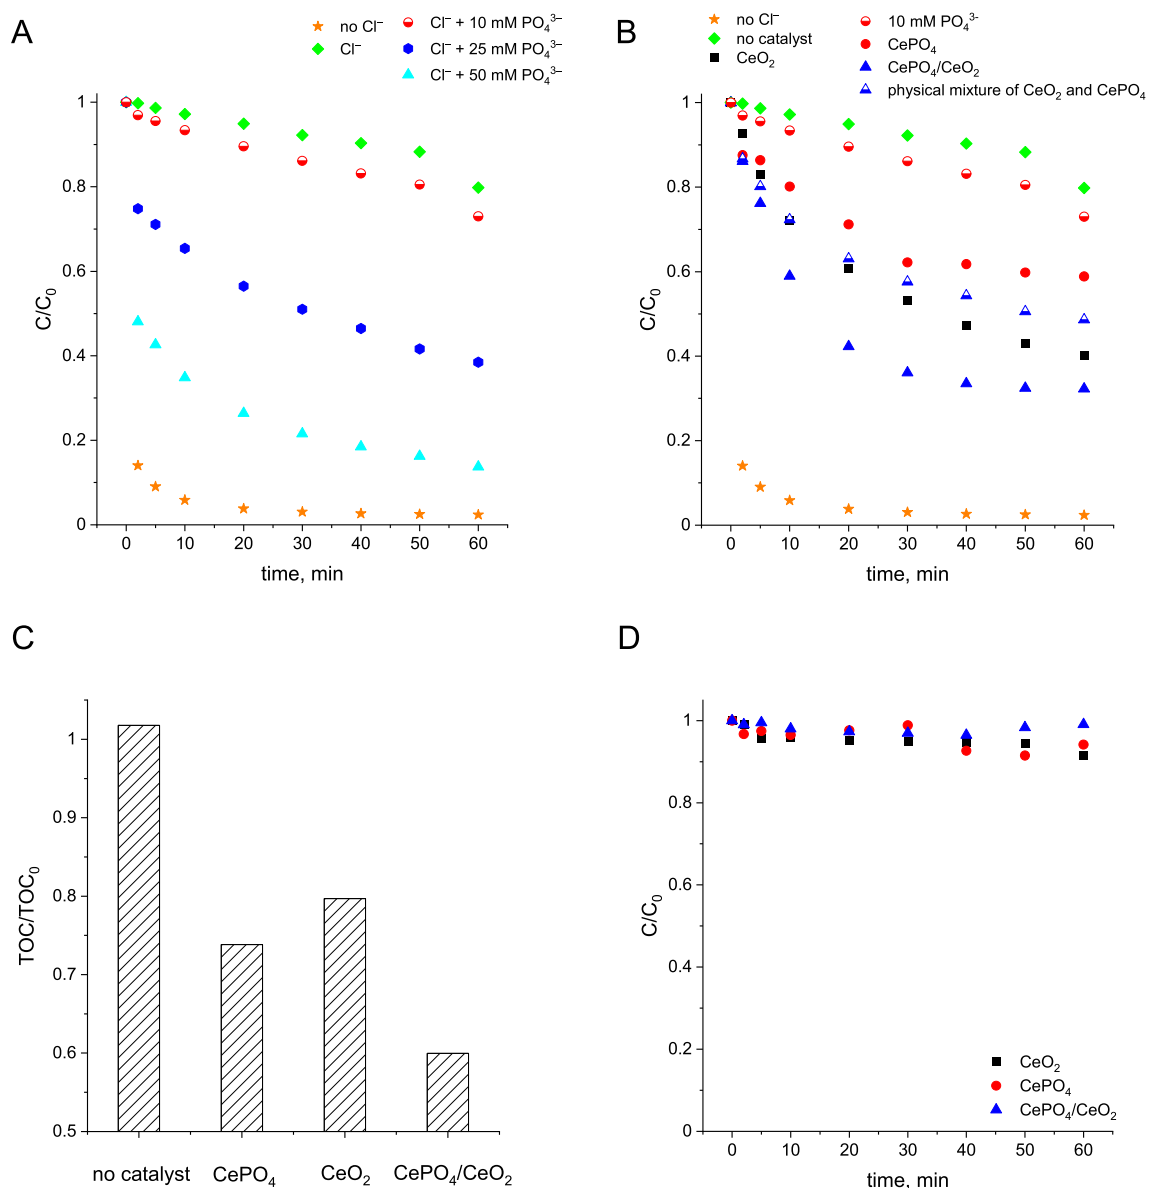 A
no Cl⁻
Cl⁻
Cl⁻ + 10 mM PO₄³⁻
Cl⁻ + 25 mM PO₄³⁻
Cl⁻ + 50 mM PO₄³⁻
1
0.8
0.6
0.4
0.2
0
C/C₀
0 10 20 30 40 50 60
time, min
B
no Cl⁻
no catalyst
CeO₂
10 mM PO₄³⁻
CePO₄
CePO₄/CeO₂
physical mixture of CeO₂ and CePO₄
1
0.8
0.6
0.4
0.2
0
C/C₀
0 10 20 30 40 50 60
time, min
C
1
0.9
0.8
0.7
0.6
0.5
TOC/TOC₀
no catalyst CePO₄ CeO₂ CePO₄/CeO₂
D
1
0.8
0.6
0.4
0.2
0
C/C₀
CeO₂
CePO₄
CePO₄/CeO₂
0 10 20 30 40 50 60
time, min